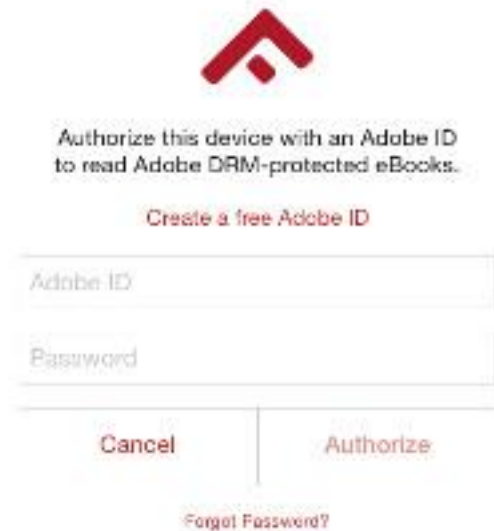 Authorize this device with an Adobe ID
to read Adobe DRM-protected eBooks.
Create a free Adobe ID
Adobe ID
Password
Cancel
Authorize
Forgot Password?